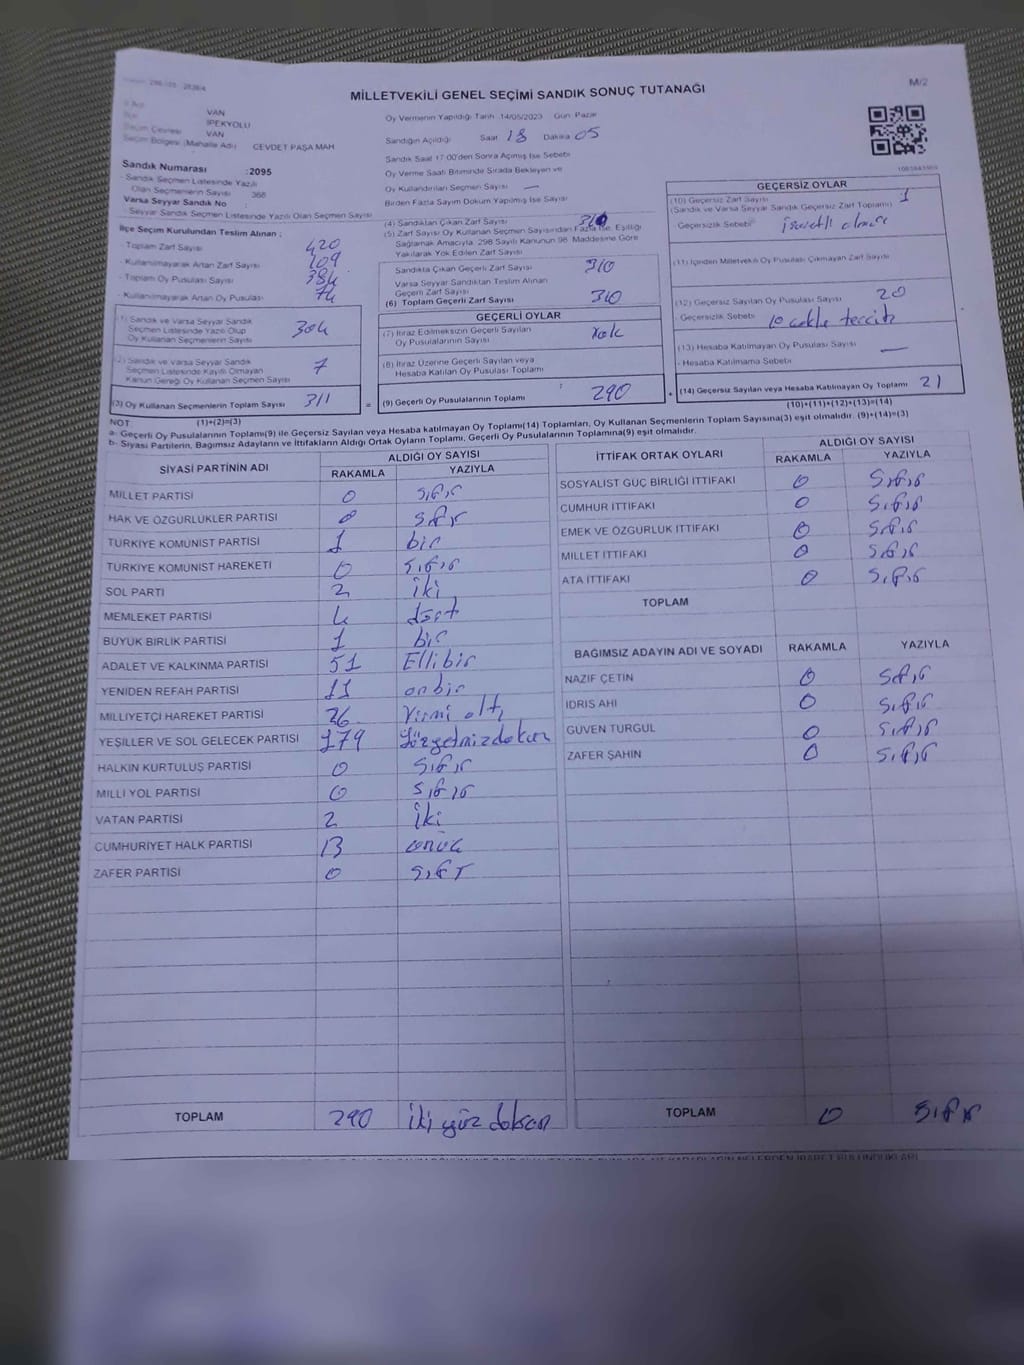 M/2
MİLLETVEKİLİ GENEL SEÇİMİ SANDIK SONUÇ TUTANAĞI
VAN
İPEKYOLU
Seçim Çevresi VAN
Seçim Bölgesi (Mahalle Adı) CEVDET PAŞA MAH
Sandık Numarası :2095
- Sandık Seçmen Listesinde Yazılı
Olan Seçmenlerin Sayısı : 368
Varsa Seyyar Sandık No :
- Seyyar Sandık Seçmen Listesinde Yazılı Olan Seçmen Sayısı
Oy Vermenin Yapıldığı Tarih 14/05/2023 Gün Pazar
Sandığın Açıldığı Saat 18 Dakika 05
Sandık Saat 17:00'den Sonra Açılmış İse Sebebi
Oy Verme Saati Bitiminde Sırada Bekleyen ve
Oy Kullandırılan Seçmen Sayısı —
Birden Fazla Sayım Döküm Yapılmış İse Sayısı
İlçe Seçim Kurulundan Teslim Alınan ;
- Toplam Zarf Sayısı 420
- Kullanılmayarak Artan Zarf Sayısı 109
- Toplam Oy Pusulası Sayısı 384
- Kullanılmayarak Artan Oy Pusulası 74
(1) Sandık ve Varsa Seyyar Sandık
Seçmen Listesinde Yazılı Olup
Oy Kullanan Seçmenlerin Sayısı 304
(2) Sandık ve Varsa Seyyar Sandık
Seçmen Listesinde Kayıtlı Olmayan
Kanun Gereği Oy Kullanan Seçmen Sayısı 7
(3) Oy Kullanan Seçmenlerin Toplam Sayısı 311
(4) Sandıktan Çıkan Zarf Sayısı 310
(5) Zarf Sayısı Oy Kullanan Seçmen Sayısından Fazla İse, Eşitliği
Sağlamak Amacıyla, 298 Sayılı Kanunun 98. Maddesine Göre
Yakılarak Yok Edilen Zarf Sayısı
Sandıkta Çıkan Geçerli Zarf Sayısı 310
Varsa Seyyar Sandıktan Teslim Alınan
Geçerli Zarf Sayısı
(6) Toplam Geçerli Zarf Sayısı 310
GEÇERLİ OYLAR
(7) İtiraz Edilmeksizin Geçerli Sayılan
Oy Pusulalarının Sayısı Yok
(8) İtiraz Üzerine Geçerli Sayılan veya
Hesaba Katılan Oy Pusulası Toplamı
= (9) Geçerli Oy Pusulalarının Toplamı 290
GEÇERSİZ OYLAR
(10) Geçersiz Zarf Sayısı 1
(Sandık ve Varsa Seyyar Sandık Geçersiz Zarf Toplamı)
Geçersizlik Sebebi
(11) İçinden Milletvekili Oy Pusulası Çıkmayan Zarf Sayısı
(12) Geçersiz Sayılan Oy Pusulası Sayısı 20
- Geçersizlik Sebebi
(13) Hesaba Katılmayan Oy Pusulası Sayısı —
- Hesaba Katılmama Sebebi
+ (14) Geçersiz Sayılan veya Hesaba Katılmayan Oy Toplamı 21
(10)+(11)+(12)+(13)=(14)
NOT: (1)+(2)=(3)
a- Geçerli Oy Pusulalarının Toplamı(9) ile Geçersiz Sayılan veya Hesaba katılmayan Oy Toplamı(14) Toplamları, Oy Kullanan Seçmenlerin Toplam Sayısına(3) eşit olmalıdır. (9)+(14)=(3)
b- Siyasi Partilerin, Bağımsız Adayların ve İttifakların Aldığı Ortak Oyların Toplamı, Geçerli Oy Pusulalarının Toplamına(9) eşit olmalıdır.
SİYASİ PARTİNİN ADI ALDIĞI OY SAYISI
RAKAMLA YAZIYLA
MİLLET PARTİSİ 0 sıfır
HAK VE ÖZGÜRLÜKLER PARTİSİ 0 sıfır
TÜRKİYE KOMÜNİST PARTİSİ 1 bir
TÜRKİYE KOMÜNİST HAREKETİ 0 sıfır
SOL PARTİ 2 iki
MEMLEKET PARTİSİ 4 dört
BÜYÜK BİRLİK PARTİSİ 1 bir
ADALET VE KALKINMA PARTİSİ 51 Ellibir
YENİDEN REFAH PARTİSİ 11 onbir
MİLLİYETÇİ HAREKET PARTİSİ 26 Yirmi altı
YEŞİLLER VE SOL GELECEK PARTİSİ 179
HALKIN KURTULUŞ PARTİSİ 0 sıfır
MİLLİ YOL PARTİSİ 0 sıfır
VATAN PARTİSİ 2 iki
CUMHURİYET HALK PARTİSİ 13 onüç
ZAFER PARTİSİ 0 sıfır
TOPLAM 290 iki yüz doksan
İTTİFAK ORTAK OYLARI ALDIĞI OY SAYISI
RAKAMLA YAZIYLA
SOSYALİST GÜÇ BİRLİĞİ İTTİFAKI 0 sıfır
CUMHUR İTTİFAKI 0 sıfır
EMEK VE ÖZGÜRLÜK İTTİFAKI 0 sıfır
MİLLET İTTİFAKI 0 sıfır
ATA İTTİFAKI 0 sıfır
TOPLAM
BAĞIMSIZ ADAYIN ADI VE SOYADI RAKAMLA YAZIYLA
NAZİF ÇETİN 0 sıfır
İDRİS AHİ 0 sıfır
GÜVEN TURGUL 0 sıfır
ZAFER ŞAHİN 0 sıfır
TOPLAM 0 sıfır